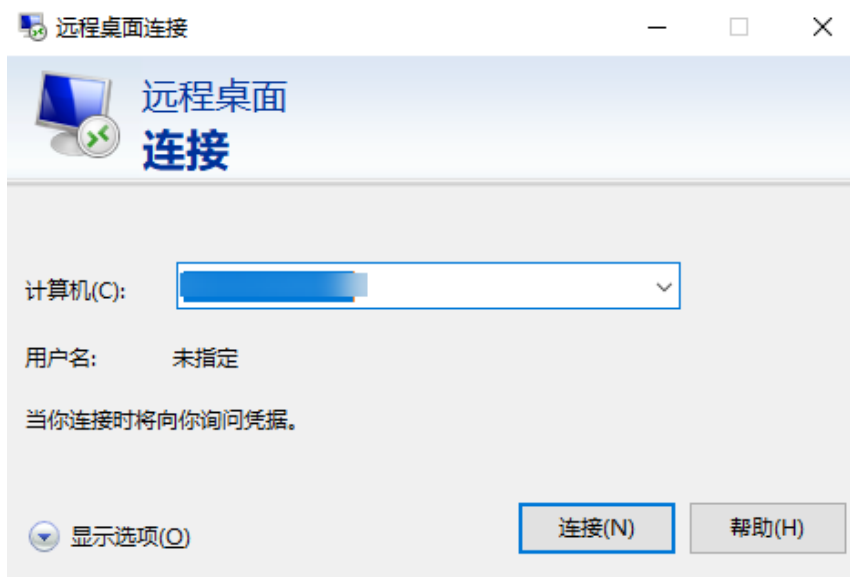 远程桌面连接
远程桌面
连接
计算机(C):
用户名: 未指定
当你连接时将向你询问凭据。
显示选项(O) 连接(N) 帮助(H)